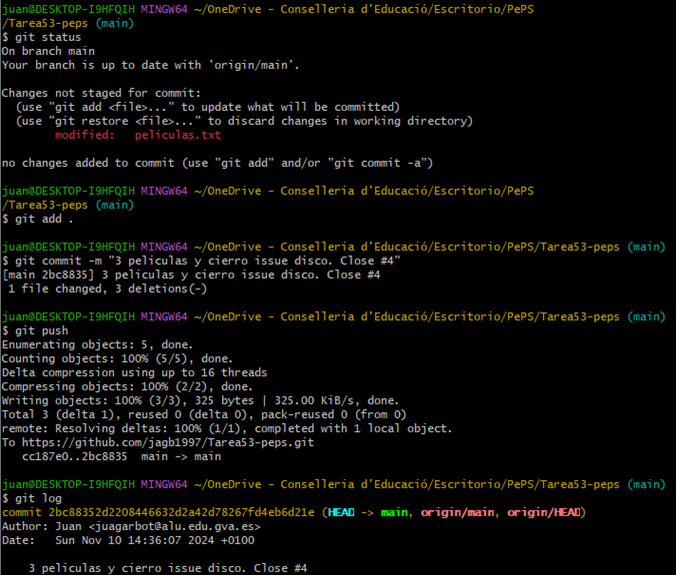 juan@DESKTOP-I9HFQIH MINGW64 ~/OneDrive - Conselleria d'Educació/Escritorio/PePS
/Tarea53-peps (main)
$ git status
On branch main
Your branch is up to date with 'origin/main'.
Changes not staged for commit:
(use "git add <file>..." to update what will be committed)
(use "git restore <file>..." to discard changes in working directory)
modified: peliculas.txt
no changes added to commit (use "git add" and/or "git commit -a")
juan@DESKTOP-I9HFQIH MINGW64 ~/OneDrive - Conselleria d'Educació/Escritorio/PePS
/Tarea53-peps (main)
$ git add .
juan@DESKTOP-I9HFQIH MINGW64 ~/OneDrive - Conselleria d'Educació/Escritorio/PePS/Tarea53-peps (main)
$ git commit -m "3 peliculas y cierro issue disco. Close #4"
[main 2bc8835] 3 peliculas y cierro issue disco. Close #4
1 file changed, 3 deletions(-)
juan@DESKTOP-I9HFQIH MINGW64 ~/OneDrive - Conselleria d'Educació/Escritorio/PePS/Tarea53-peps (main)
$ git push
Enumerating objects: 5, done.
Counting objects: 100% (5/5), done.
Delta compression using up to 16 threads
Compressing objects: 100% (2/2), done.
Writing objects: 100% (3/3), 325 bytes | 325.00 KiB/s, done.
Total 3 (delta 1), reused 0 (delta 0), pack-reused 0 (from 0)
remote: Resolving deltas: 100% (1/1), completed with 1 local object.
To https://github.com/jagb1997/Tarea53-peps.git
cc187e0..2bc8835 main -> main
juan@DESKTOP-I9HFQIH MINGW64 ~/OneDrive - Conselleria d'Educació/Escritorio/PePS/Tarea53-peps (main)
$ git log
commit 2bc88352d2208446632d2a42d78267fd4eb6d21e (HEAD -> main, origin/main, origin/HEAD)
Author: Juan <juagarbot@alu.edu.gva.es>
Date: Sun Nov 10 14:36:07 2024 +0100
3 peliculas y cierro issue disco. Close #4